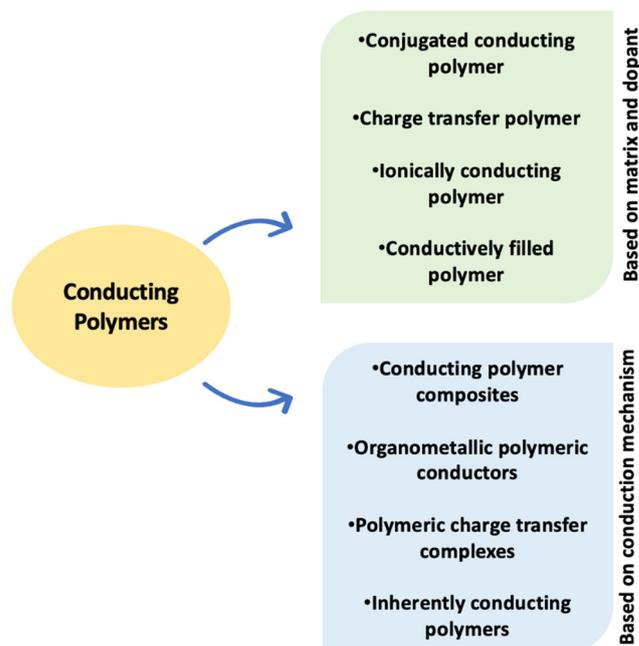 Conducting
Polymers
•Conjugated conducting
polymer
•Charge transfer polymer
•Ionically conducting
polymer
•Conductively filled
polymer
Based on matrix and dopant
•Conducting polymer
composites
•Organometallic polymeric
conductors
•Polymeric charge transfer
complexes
•Inherently conducting
polymers
Based on conduction mechanism